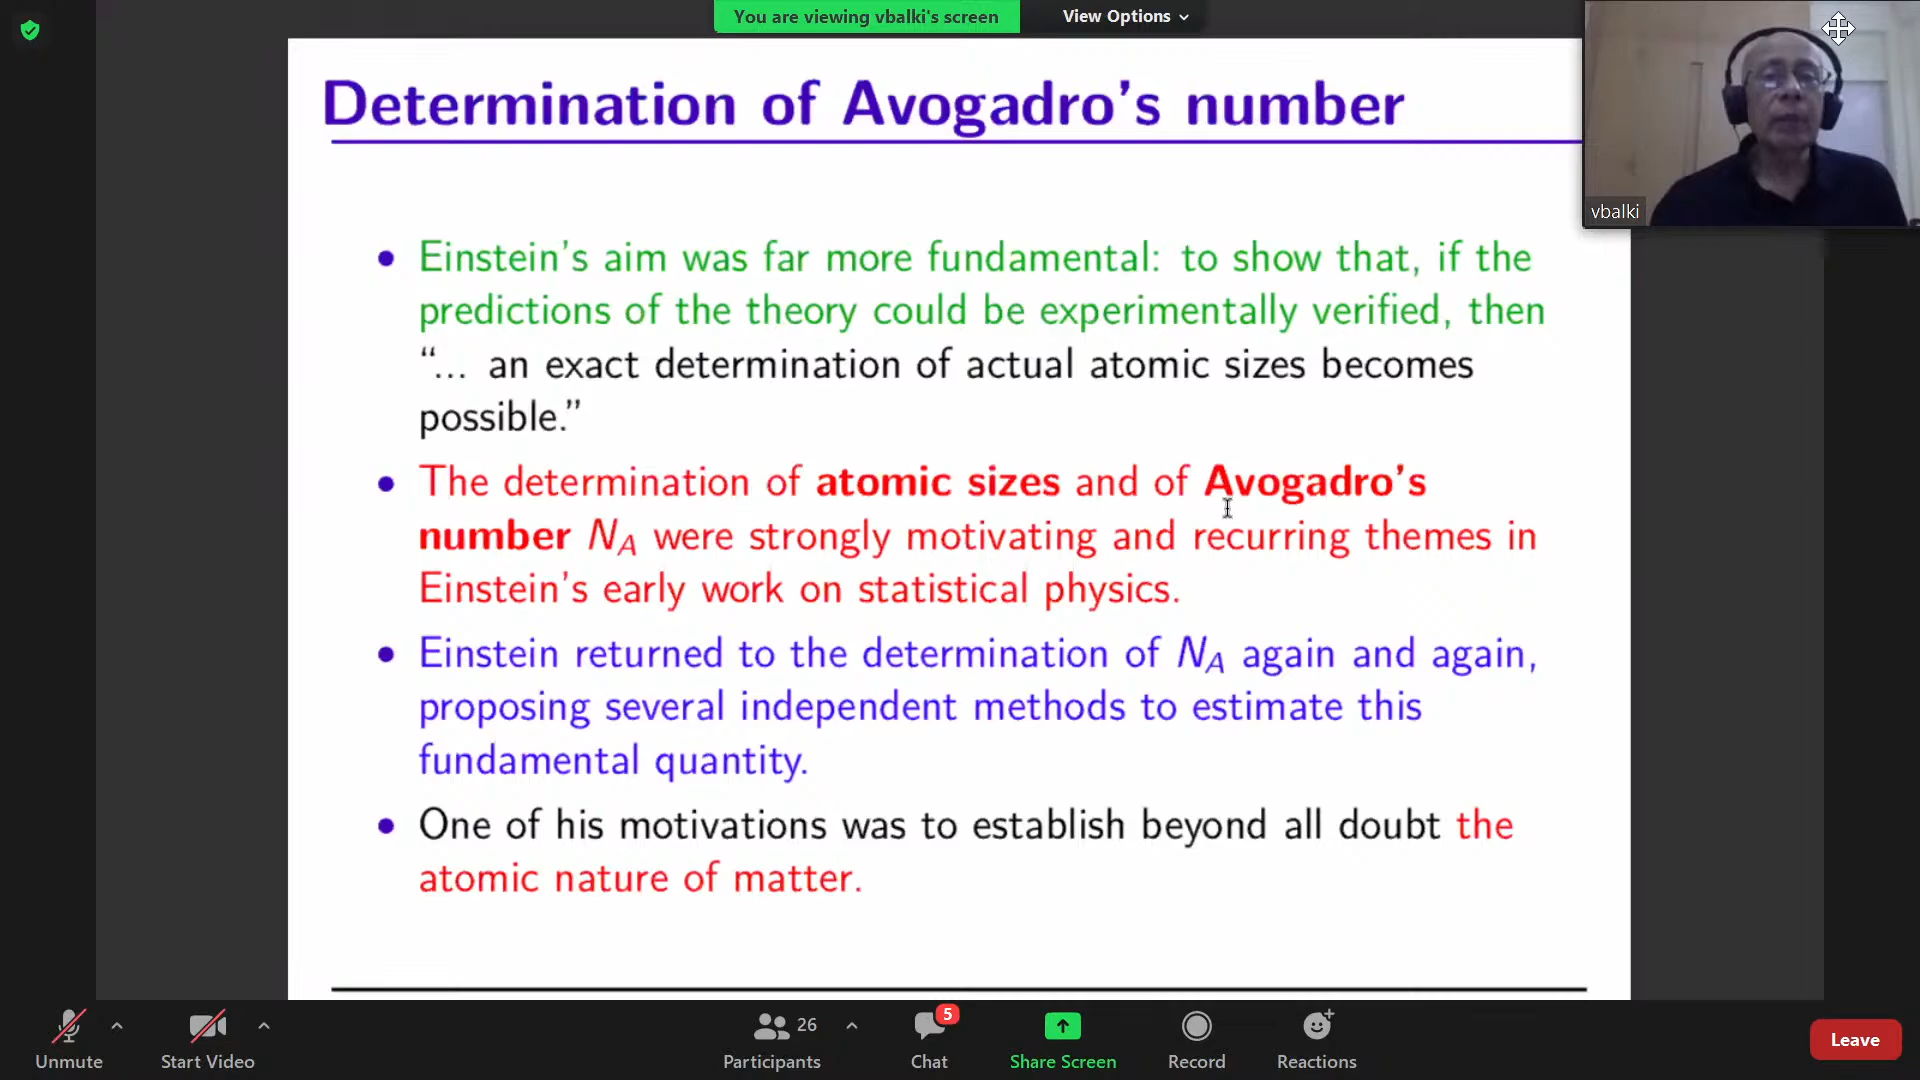 You are viewing vbalki's screen
View Options
Determination of Avogadro's number
vbalki
• Einstein's aim was far more fundamental: to show that, if the
predictions of the theory could be experimentally verified, then
“... an exact determination of actual atomic sizes becomes
possible.”
• The determination of atomic sizes and of Avogadro's
number N_A were strongly motivating and recurring themes in
Einstein's early work on statistical physics.
• Einstein returned to the determination of N_A again and again,
proposing several independent methods to estimate this
fundamental quantity.
• One of his motivations was to establish beyond all doubt the
atomic nature of matter.
26
5
Unmute
Start Video
Participants
Chat
Share Screen
Record
Reactions
Leave